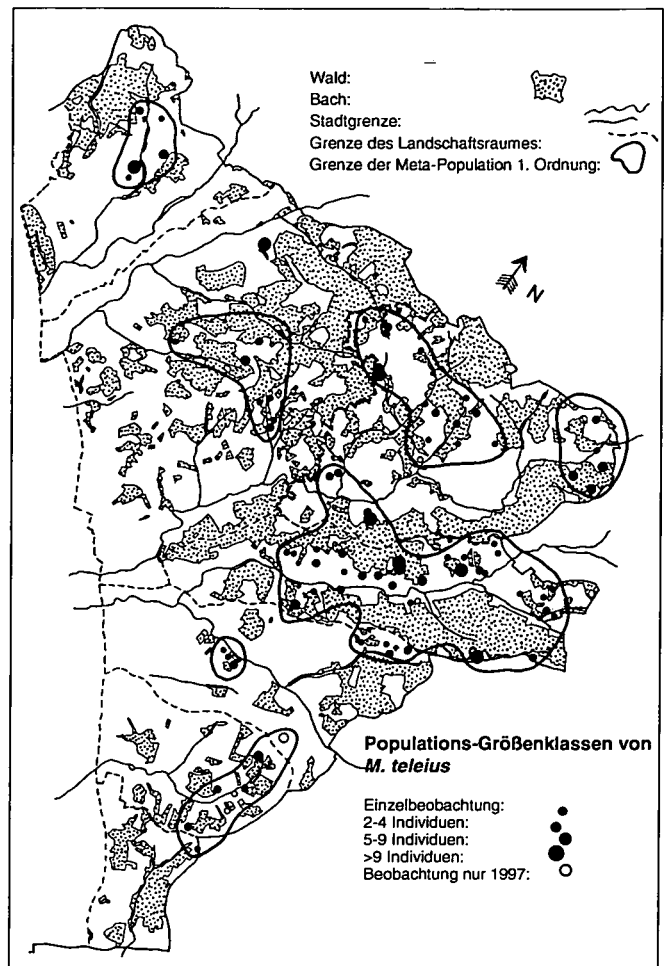 Wald:
Bach:
Stadtgrenze:
Grenze des Landschaftsraumes:
Grenze der Meta-Population 1. Ordnung:
N
Populations-Größenklassen von
M. teleius
Einzelbeobachtung:
2-4 Individuen:
5-9 Individuen:
>9 Individuen:
Beobachtung nur 1997: